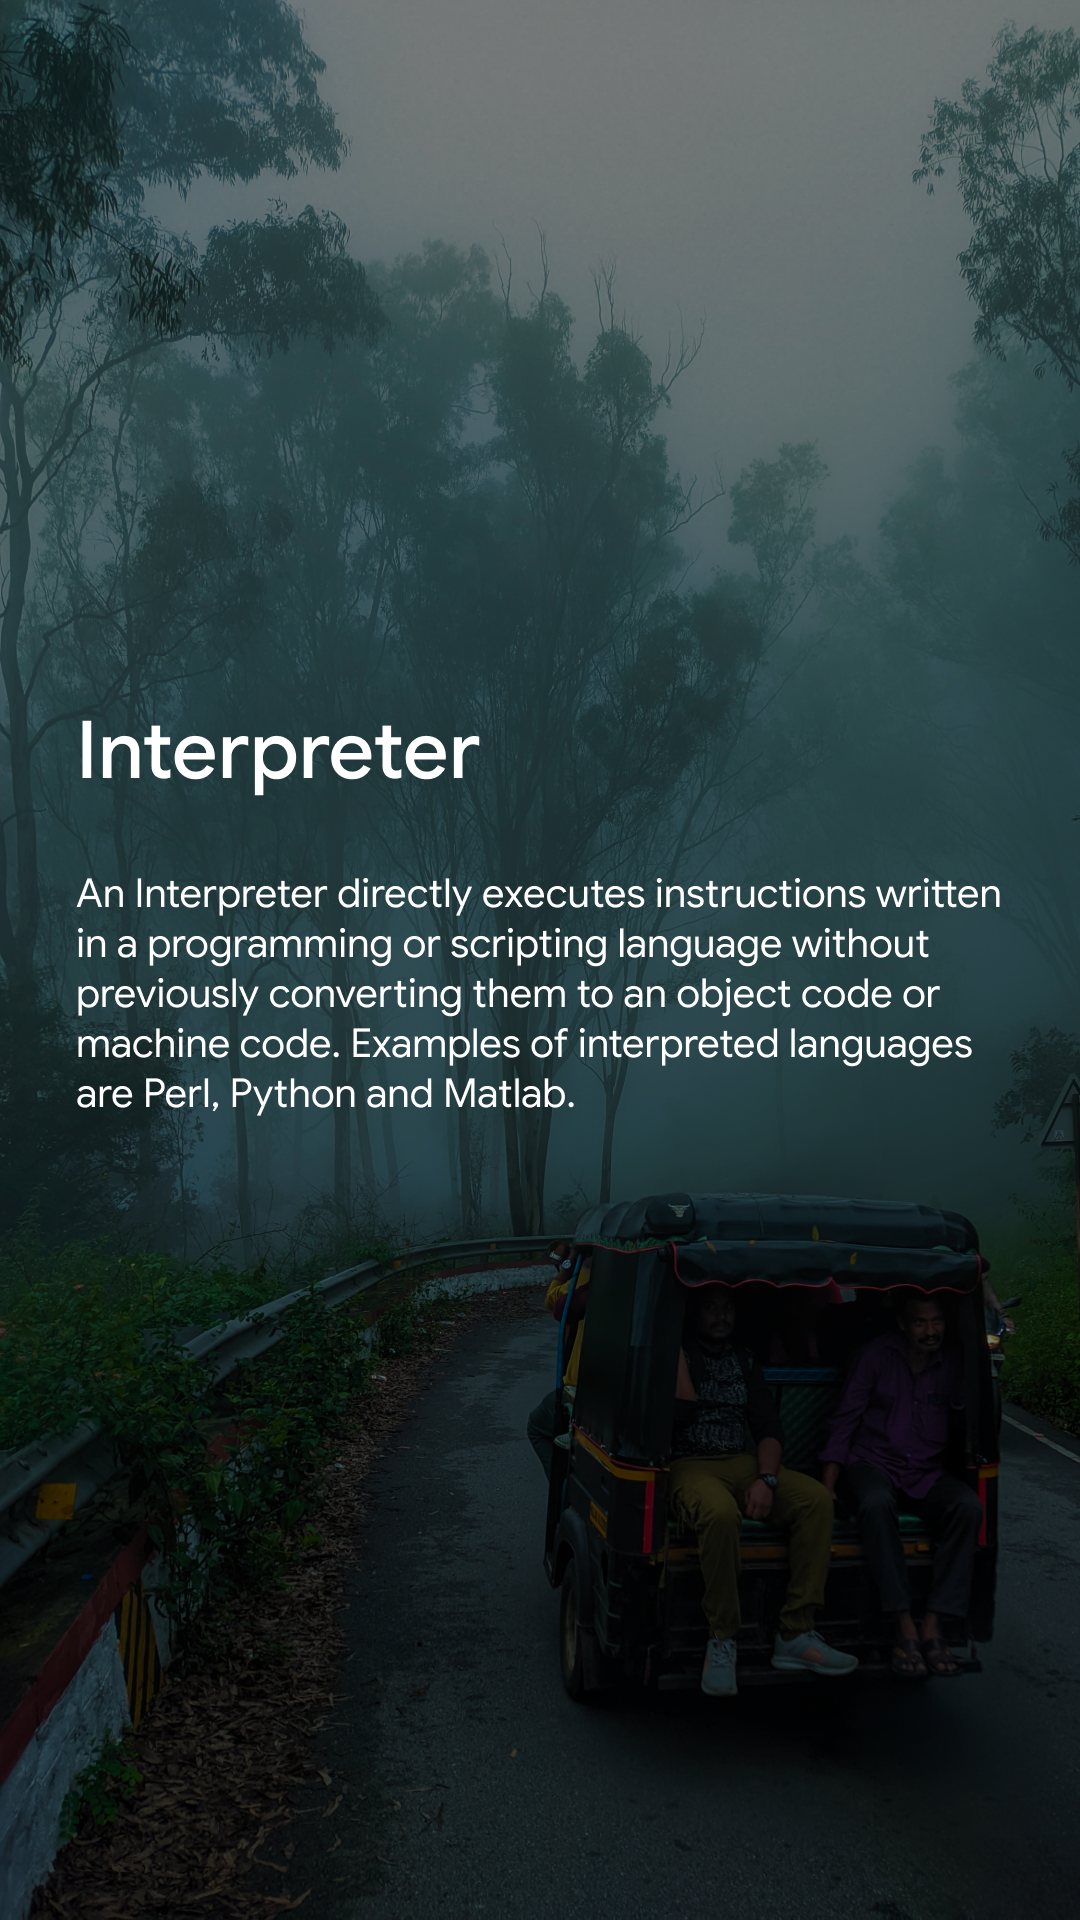 Interpreter
An Interpreter directly executes instructions written
in a programming or scripting language without
previously converting them to an object code or
machine code. Examples of interpreted languages
are Perl, Python and Matlab.